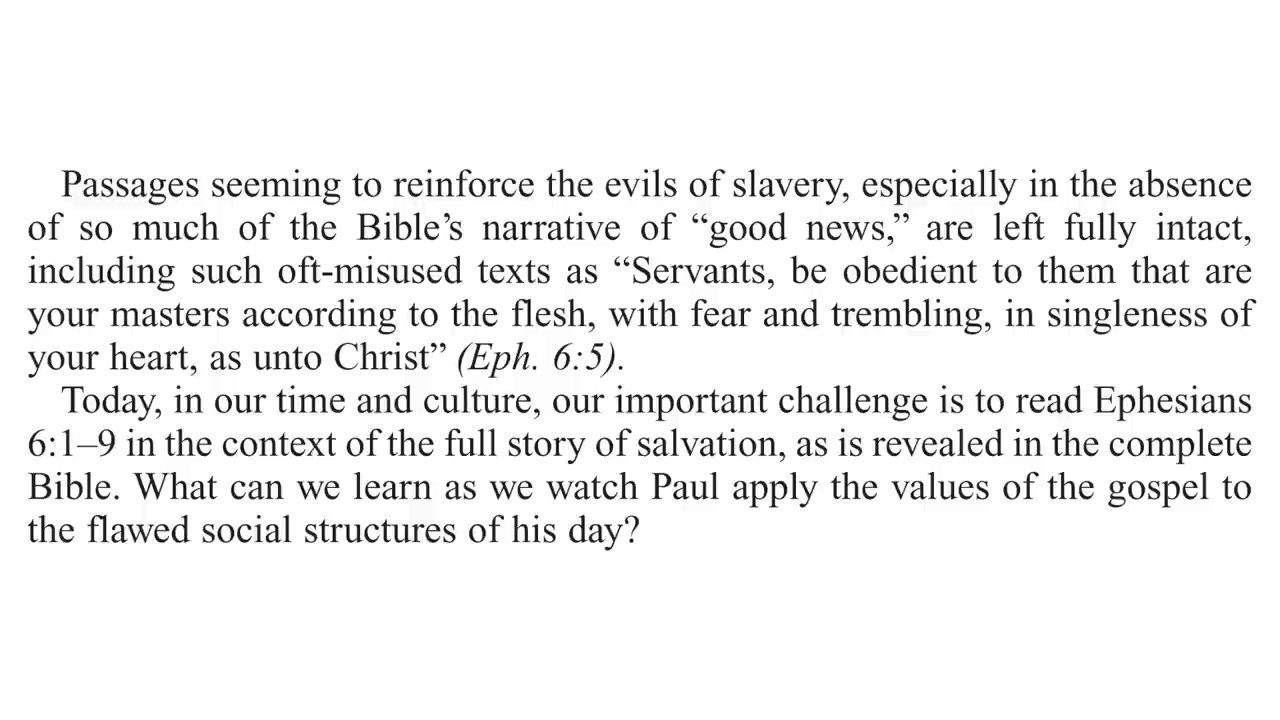 Passages seeming to reinforce the evils of slavery, especially in the absence
of so much of the Bible’s narrative of “good news,” are left fully intact,
including such oft-misused texts as “Servants, be obedient to them that are
your masters according to the flesh, with fear and trembling, in singleness of
your heart, as unto Christ” (Eph. 6:5).
Today, in our time and culture, our important challenge is to read Ephesians
6:1–9 in the context of the full story of salvation, as is revealed in the complete
Bible. What can we learn as we watch Paul apply the values of the gospel to
the flawed social structures of his day?